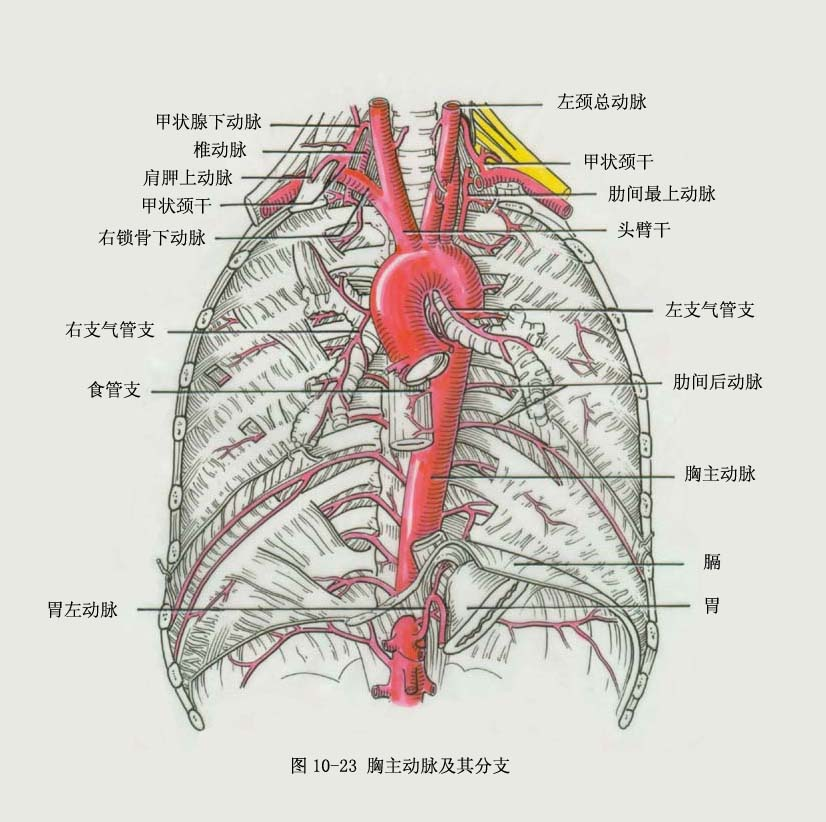 甲状腺下动脉
椎动脉
肩胛上动脉
甲状颈干
右锁骨下动脉
右支气管支
食管支
胃左动脉
左颈总动脉
甲状颈干
肋间最上动脉
头臂干
左支气管支
肋间后动脉
胸主动脉
膈
胃
图 10-23 胸主动脉及其分支